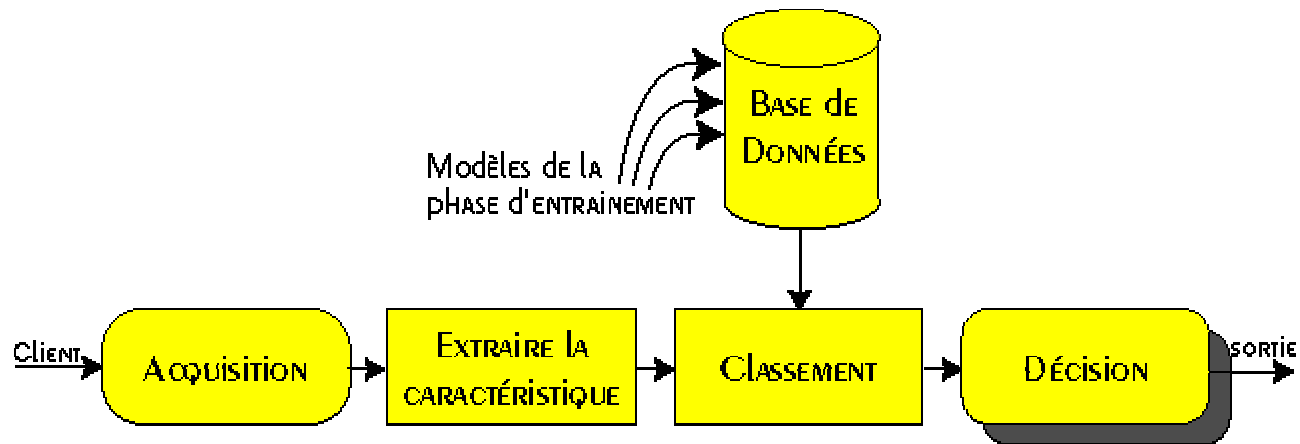 Base de
Données
Modèles de la
phase d'entrainement
Client
Acquisition
Extraire la
caractéristique
Classement
Décision
sortie